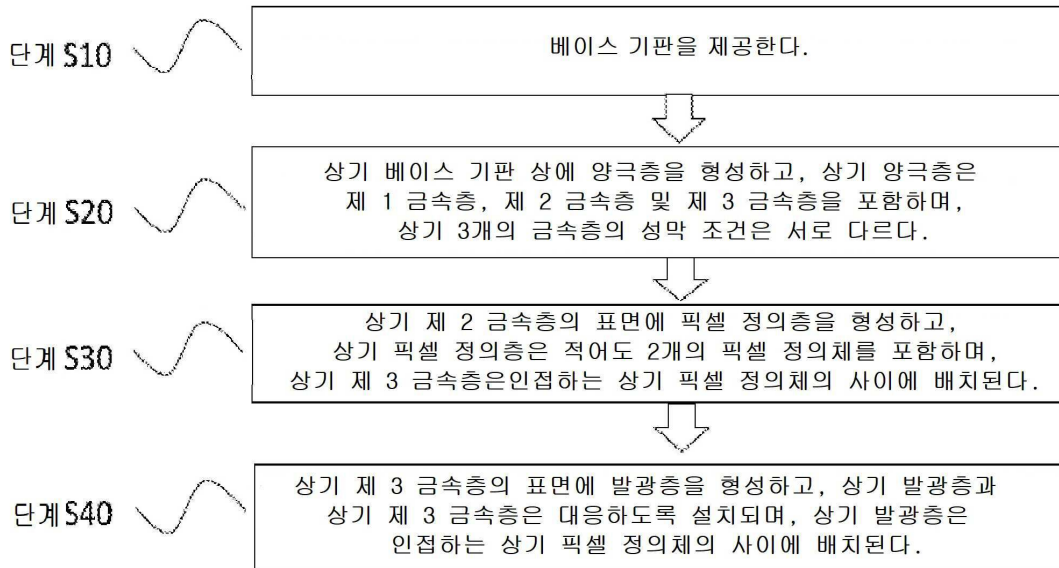 단계 S10
베이스 기판을 제공한다.
단계 S20
상기 베이스 기판 상에 양극층을 형성하고, 상기 양극층은
제 1 금속층, 제 2 금속층 및 제 3 금속층을 포함하며,
상기 3개의 금속층의 성막 조건은 서로 다르다.
단계 S30
상기 제 2 금속층의 표면에 픽셀 정의층을 형성하고,
상기 픽셀 정의층은 적어도 2개의 픽셀 정의체를 포함하며,
상기 제 3 금속층은인접하는 상기 픽셀 정의체의 사이에 배치된다.
단계 S40
상기 제 3 금속층의 표면에 발광층을 형성하고, 상기 발광층과
상기 제 3 금속층은 대응하도록 설치되며, 상기 발광층은
인접하는 상기 픽셀 정의체의 사이에 배치된다.